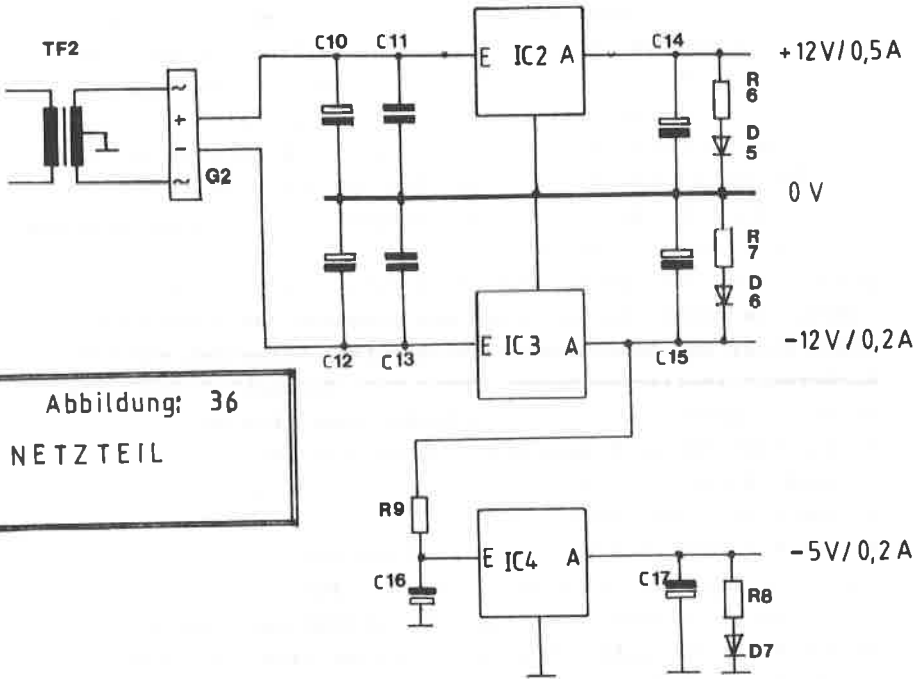 TF2
~
+
−
~
G2
C10
C11
E IC2 A
C14
+12V/0,5A
R
6
D
5
0 V
R
7
D
6
C12
C13
E IC3 A
C15
−12V/0,2A
Abbildung: 36
NETZTEIL
R9
C16
E IC4 A
C17
−5V/0,2A
R8
D7